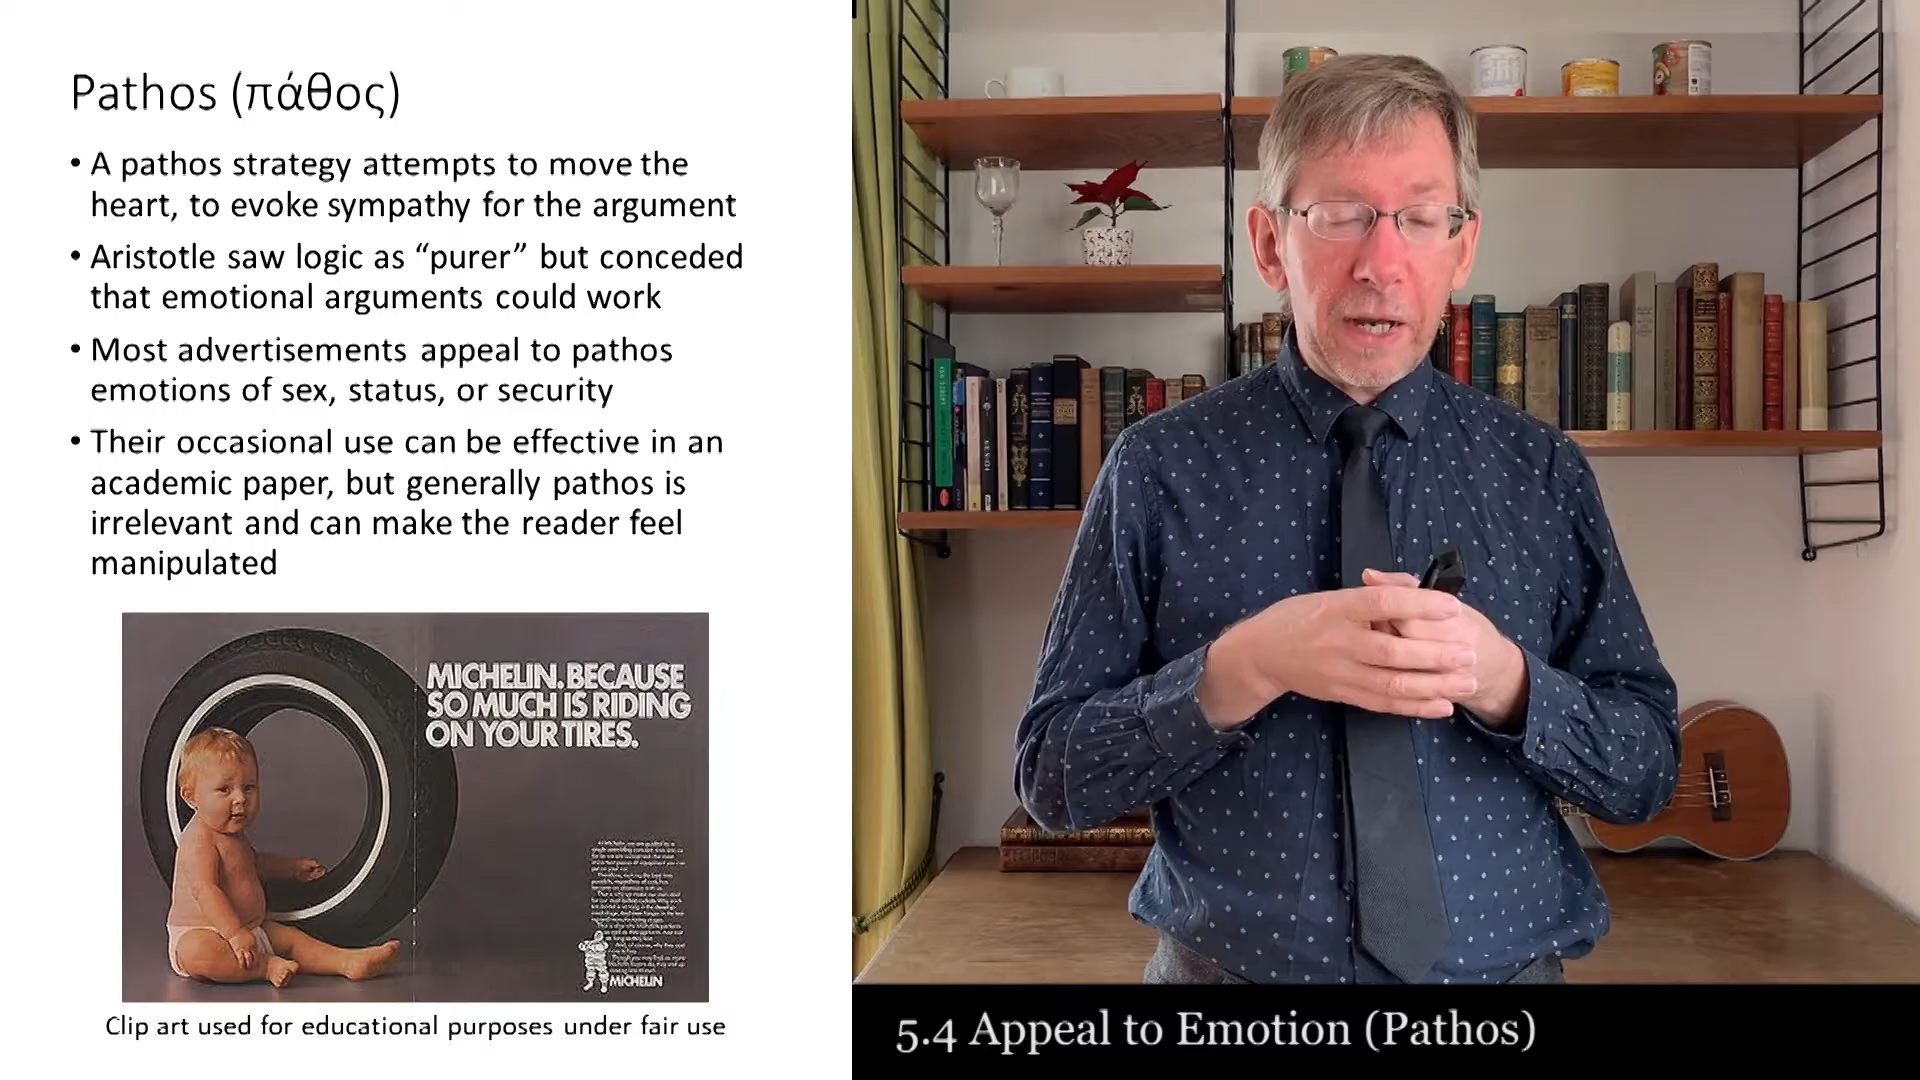 Pathos (πάθος)
• A pathos strategy attempts to move the
heart, to evoke sympathy for the argument
• Aristotle saw logic as “purer” but conceded
that emotional arguments could work
• Most advertisements appeal to pathos
emotions of sex, status, or security
• Their occasional use can be effective in an
academic paper, but generally pathos is
irrelevant and can make the reader feel
manipulated
MICHELIN. BECAUSE
SO MUCH IS RIDING
ON YOUR TIRES.
MICHELIN
Clip art used for educational purposes under fair use
5.4 Appeal to Emotion (Pathos)